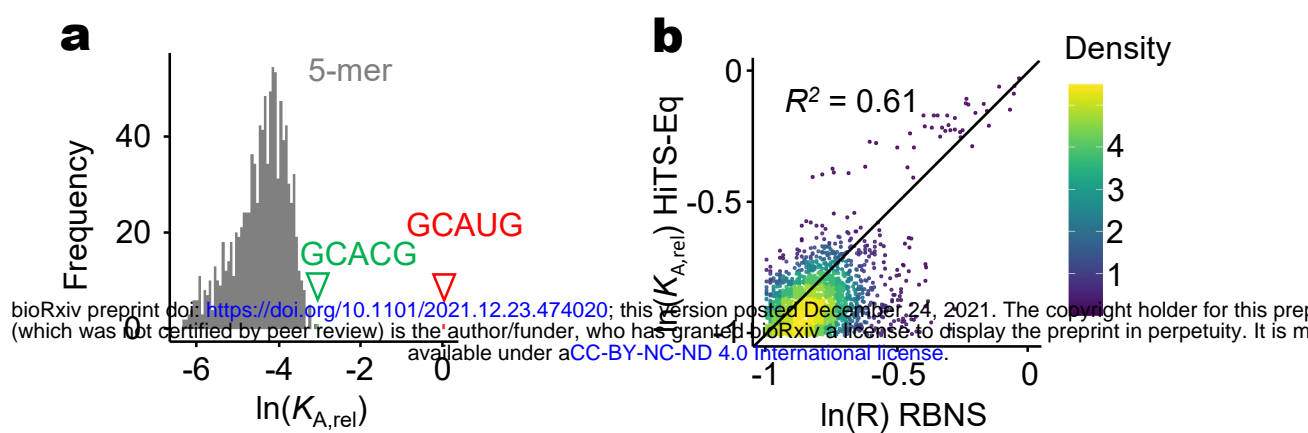 a
5-mer
Frequency
40
20
0
GCACG
GCAUG
-6 -4 -2 0
ln(K_A,rel)
b
R² = 0.61
ln(K_A,rel) HiTS-Eq
0
-0.5
-1 -0.5 0
ln(R) RBNS
Density
4
3
2
1
bioRxiv preprint doi: https://doi.org/10.1101/2021.12.23.474020; this version posted December 24, 2021. The copyright holder for this prep
(which was not certified by peer review) is the author/funder, who has granted bioRxiv a license to display the preprint in perpetuity. It is m
available under aCC-BY-NC-ND 4.0 International license.